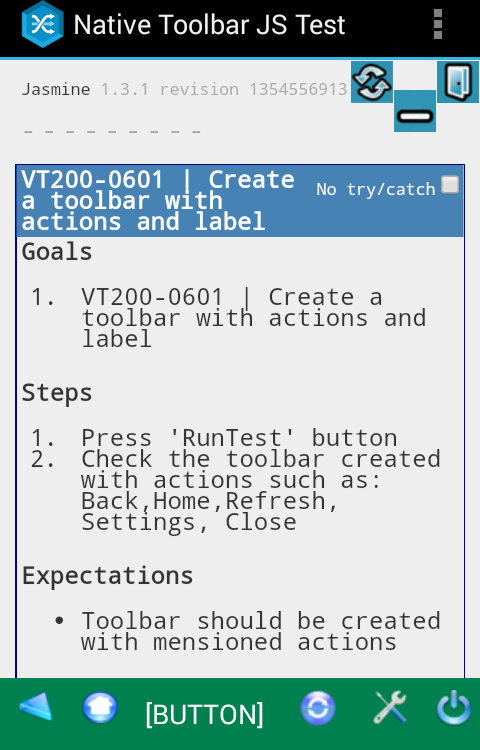 Native Toolbar JS Test
Jasmine 1.3.1 revision 1354556913
VT200-0601 | Create
a toolbar with
actions and label
No try/catch
Goals
1. VT200-0601 | Create a
toolbar with actions and
label
Steps
1. Press 'RunTest' button
2. Check the toolbar created
with actions such as:
Back,Home,Refresh,
Settings, Close
Expectations
• Toolbar should be created
with mensioned actions
[BUTTON]